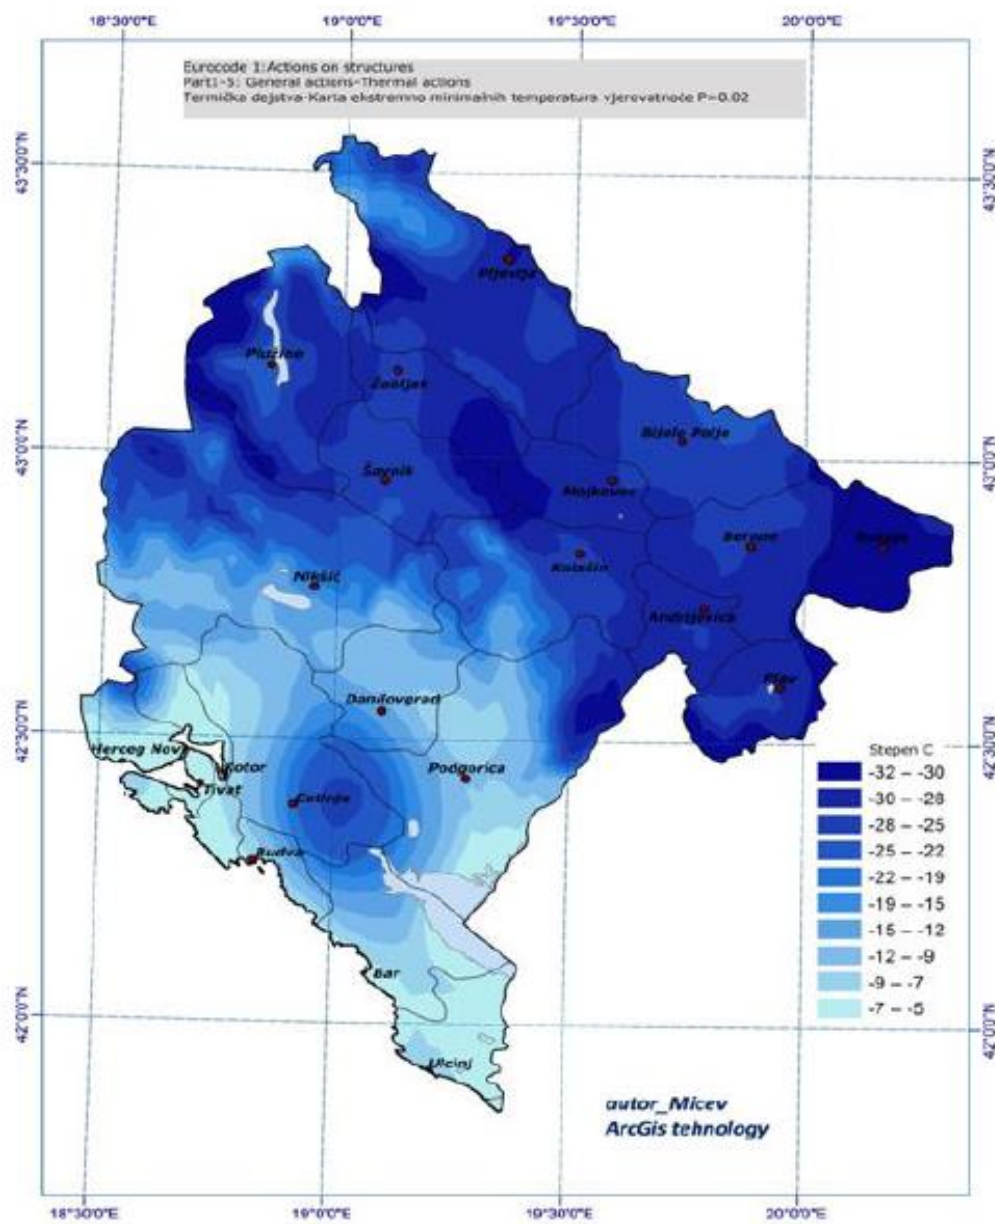 18°30'0"E 19°0'0"E 19°30'0"E 20°0'0"E
Eurocode 1:Actions on structures
Part1-5: General actions-Thermal actions
Termička dejstva-Karta ekstremno minimalnih temperatura vjerovatnoće P=0.02
43°30'0"N 43°30'0"N
Pljevlja
Plužine
Žabljak
Bijelo Polje
43°0'0"N 43°0'0"N
Šavnik
Mojkovac
Berane
Rožaje
Kolašin
Nikšić
Andrijevica
Plav
Danilovgrad
42°30'0"N 42°30'0"N
Herceg Novi
Kotor
Podgorica
Tivat
Cetinje
Budva
Bar
Ulcinj
42°0'0"N 42°0'0"N
Stepen C
-32 – -30
-30 – -28
-28 – -25
-25 – -22
-22 – -19
-19 – -15
-15 – -12
-12 – -9
-9 – -7
-7 – -5
autor_Micev
ArcGis tehnology
18°30'0"E 19°0'0"E 19°30'0"E 20°0'0"E